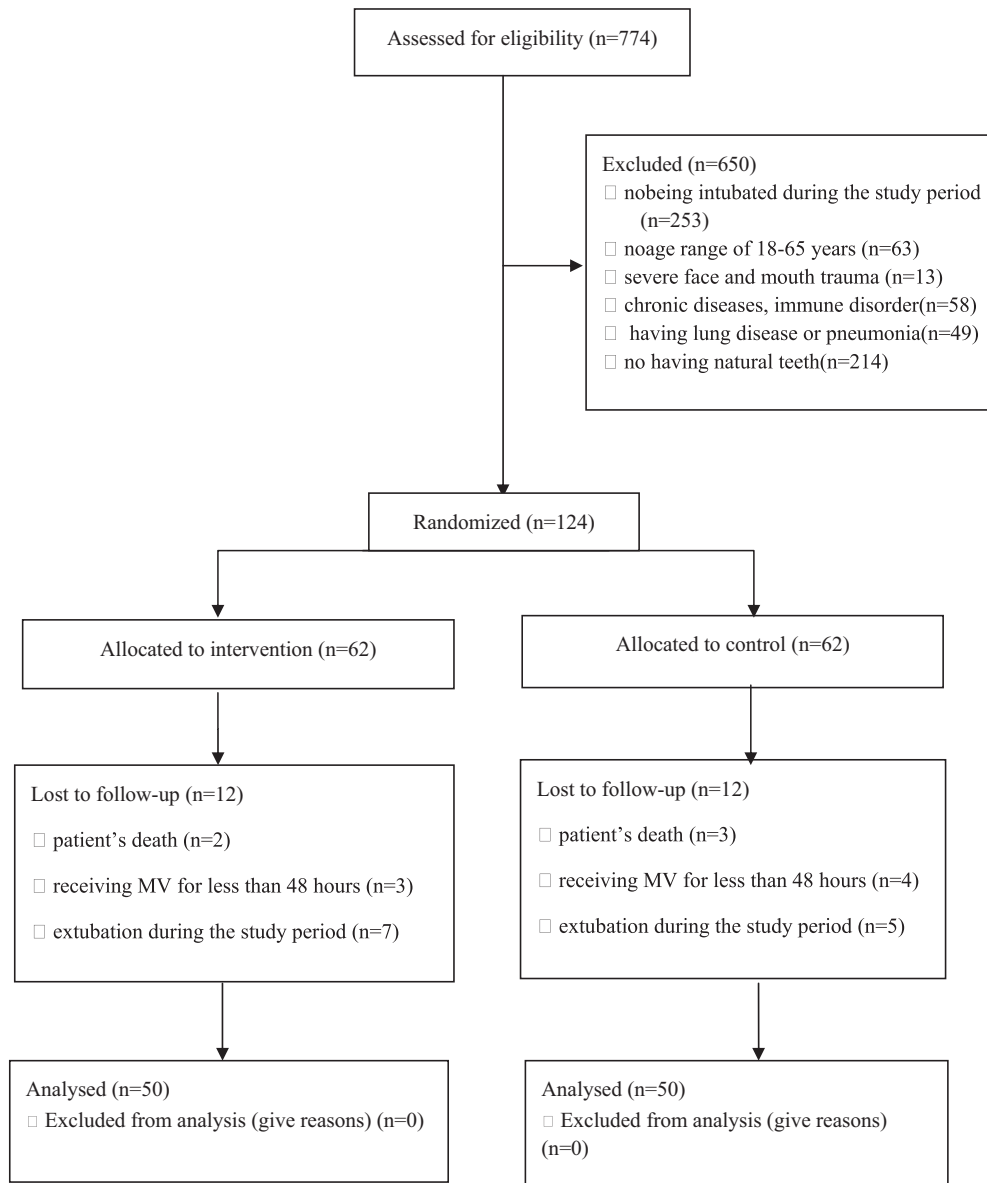 Assessed for eligibility (n=774)
Excluded (n=650)
□ nobeing intubated during the study period
(n=253)
□ noage range of 18-65 years (n=63)
□ severe face and mouth trauma (n=13)
□ chronic diseases, immune disorder(n=58)
□ having lung disease or pneumonia(n=49)
□ no having natural teeth(n=214)
Randomized (n=124)
Allocated to intervention (n=62)
Allocated to control (n=62)
Lost to follow-up (n=12)
□ patient’s death (n=2)
□ receiving MV for less than 48 hours (n=3)
□ extubation during the study period (n=7)
Lost to follow-up (n=12)
□ patient’s death (n=3)
□ receiving MV for less than 48 hours (n=4)
□ extubation during the study period (n=5)
Analysed (n=50)
□ Excluded from analysis (give reasons) (n=0)
Analysed (n=50)
□ Excluded from analysis (give reasons)
(n=0)